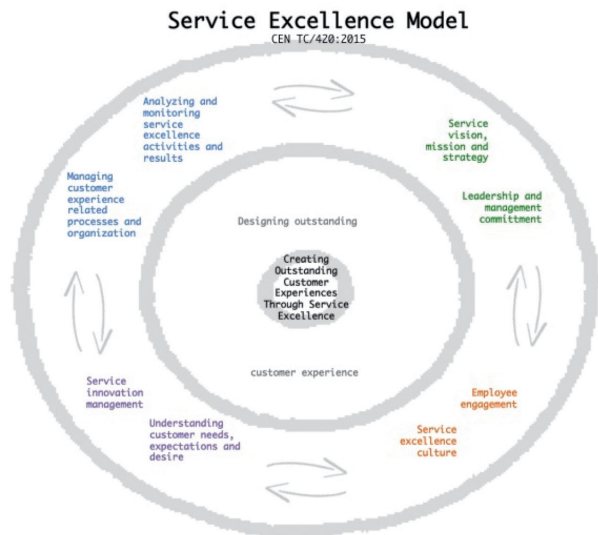 Service Excellence Model
CEN TC/420:2015
Analyzing and
monitoring
service
excellence
activities and
results
Service
vision,
mission and
strategy
Managing
customer
experience
related
processes and
organization
Leadership and
management
committment
Designing outstanding
Creating
Outstanding
Customer
Experiences
Through Service
Excellence
customer experience
Service
innovation
management
Employee
engagement
Understanding
customer needs,
expectations and
desire
Service
excellence
culture